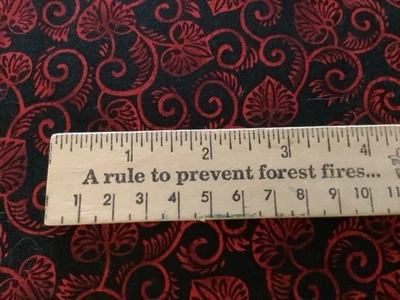 1 2 3 4
A rule to prevent forest fires...
1 2 3 4 5 6 7 8 9 10 11